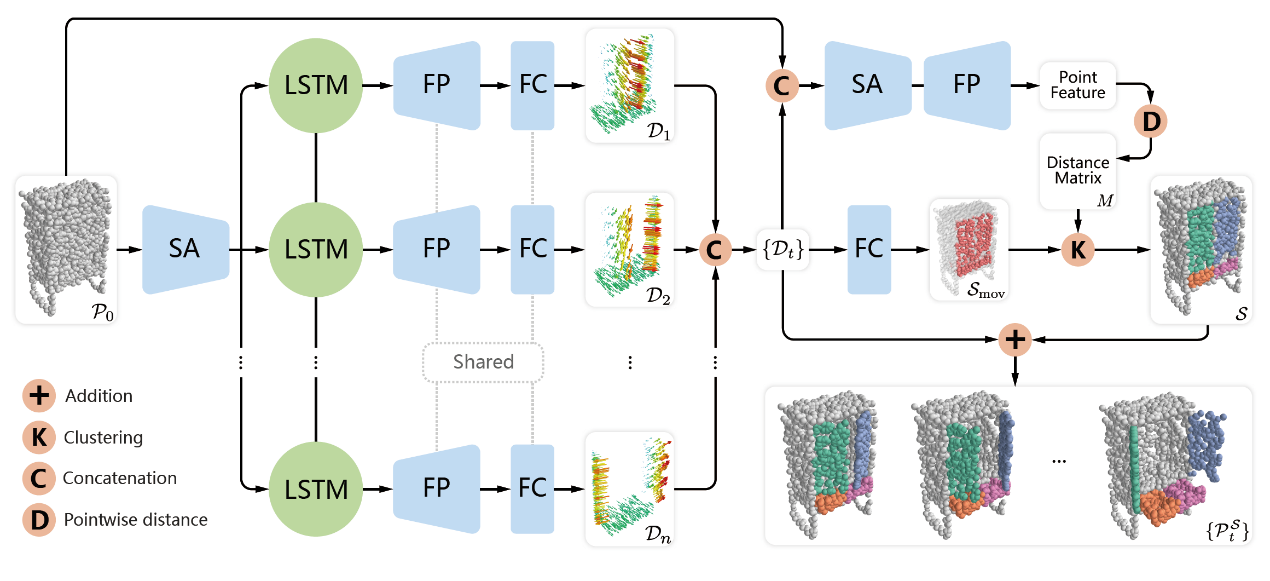 LSTM
FP
FC
𝒟₁
C
SA
FP
Point
Feature
D
Distance
Matrix
M
𝒫₀
SA
LSTM
FP
FC
𝒟₂
C
{𝒟ₜ}
FC
𝒮mov
K
𝒮
Shared
...
...
...
+
+ Addition
K Clustering
C Concatenation
D Pointwise distance
LSTM
FP
FC
𝒟ₙ
...
{𝒫ₜ^𝒮}